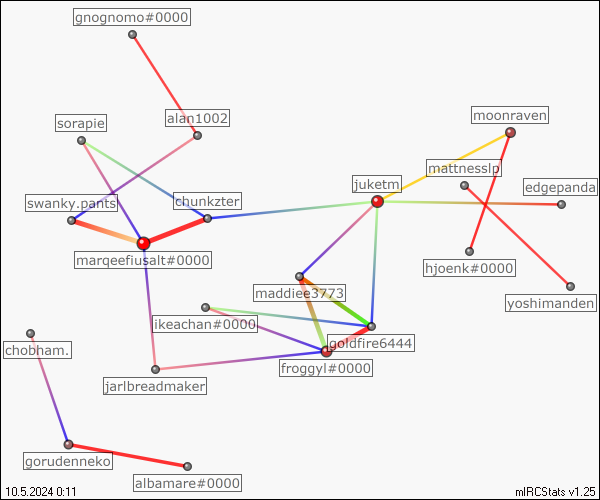 gnognomo#0000
alan1002
sorapie
moonraven
mattnesslp
edgepanda
juketm
swanky.pants
chunkzter
marqeefiusalt#0000
hjoenk#0000
yoshimanden
maddiee3773
ikeachan#0000
goldfire6444
chobham.
froggyl#0000
jarlbreadmaker
gorudenneko
albamare#0000
10.5.2024 0:11
mIRCStats v1.25